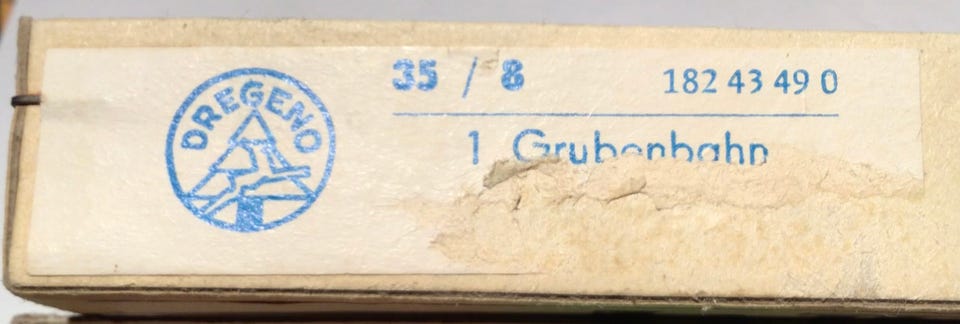 DREGENO
35 / 8 182 43 49 0
1 Grubenbahn